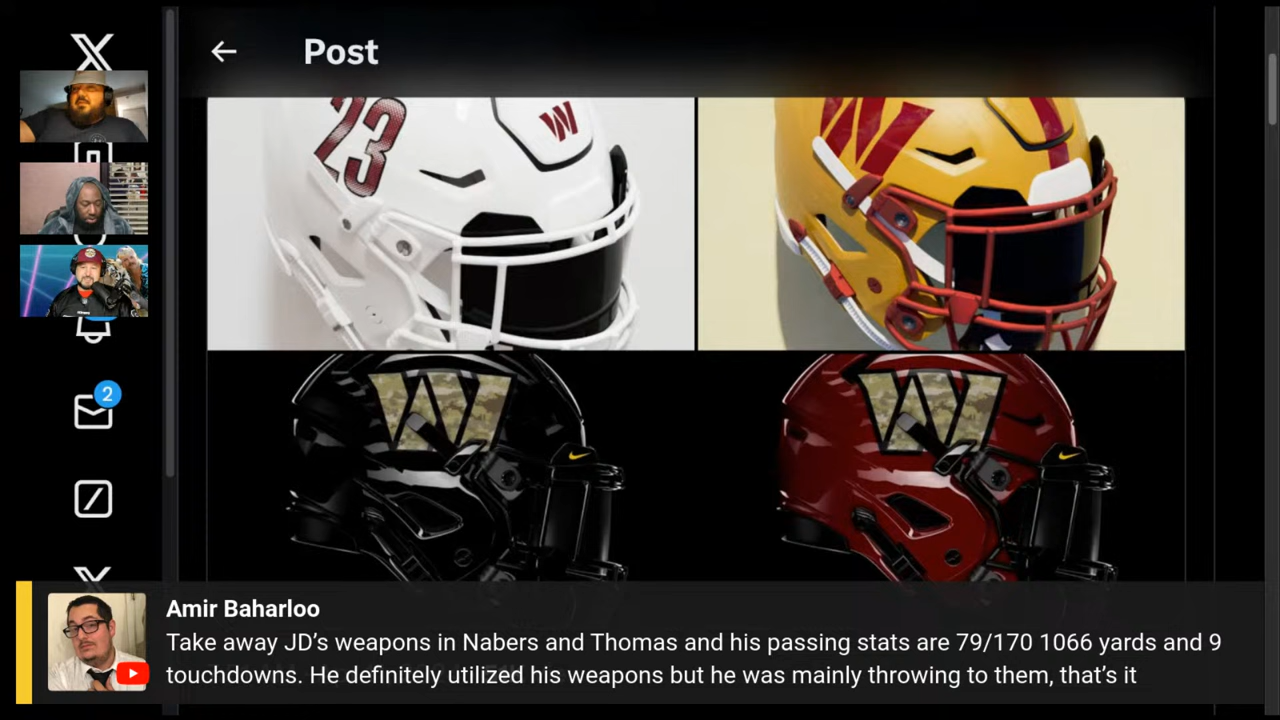 Post
23
W
W
2
W
W
Amir Baharloo
Take away JD’s weapons in Nabers and Thomas and his passing stats are 79/170 1066 yards and 9
touchdowns. He definitely utilized his weapons but he was mainly throwing to them, that’s it